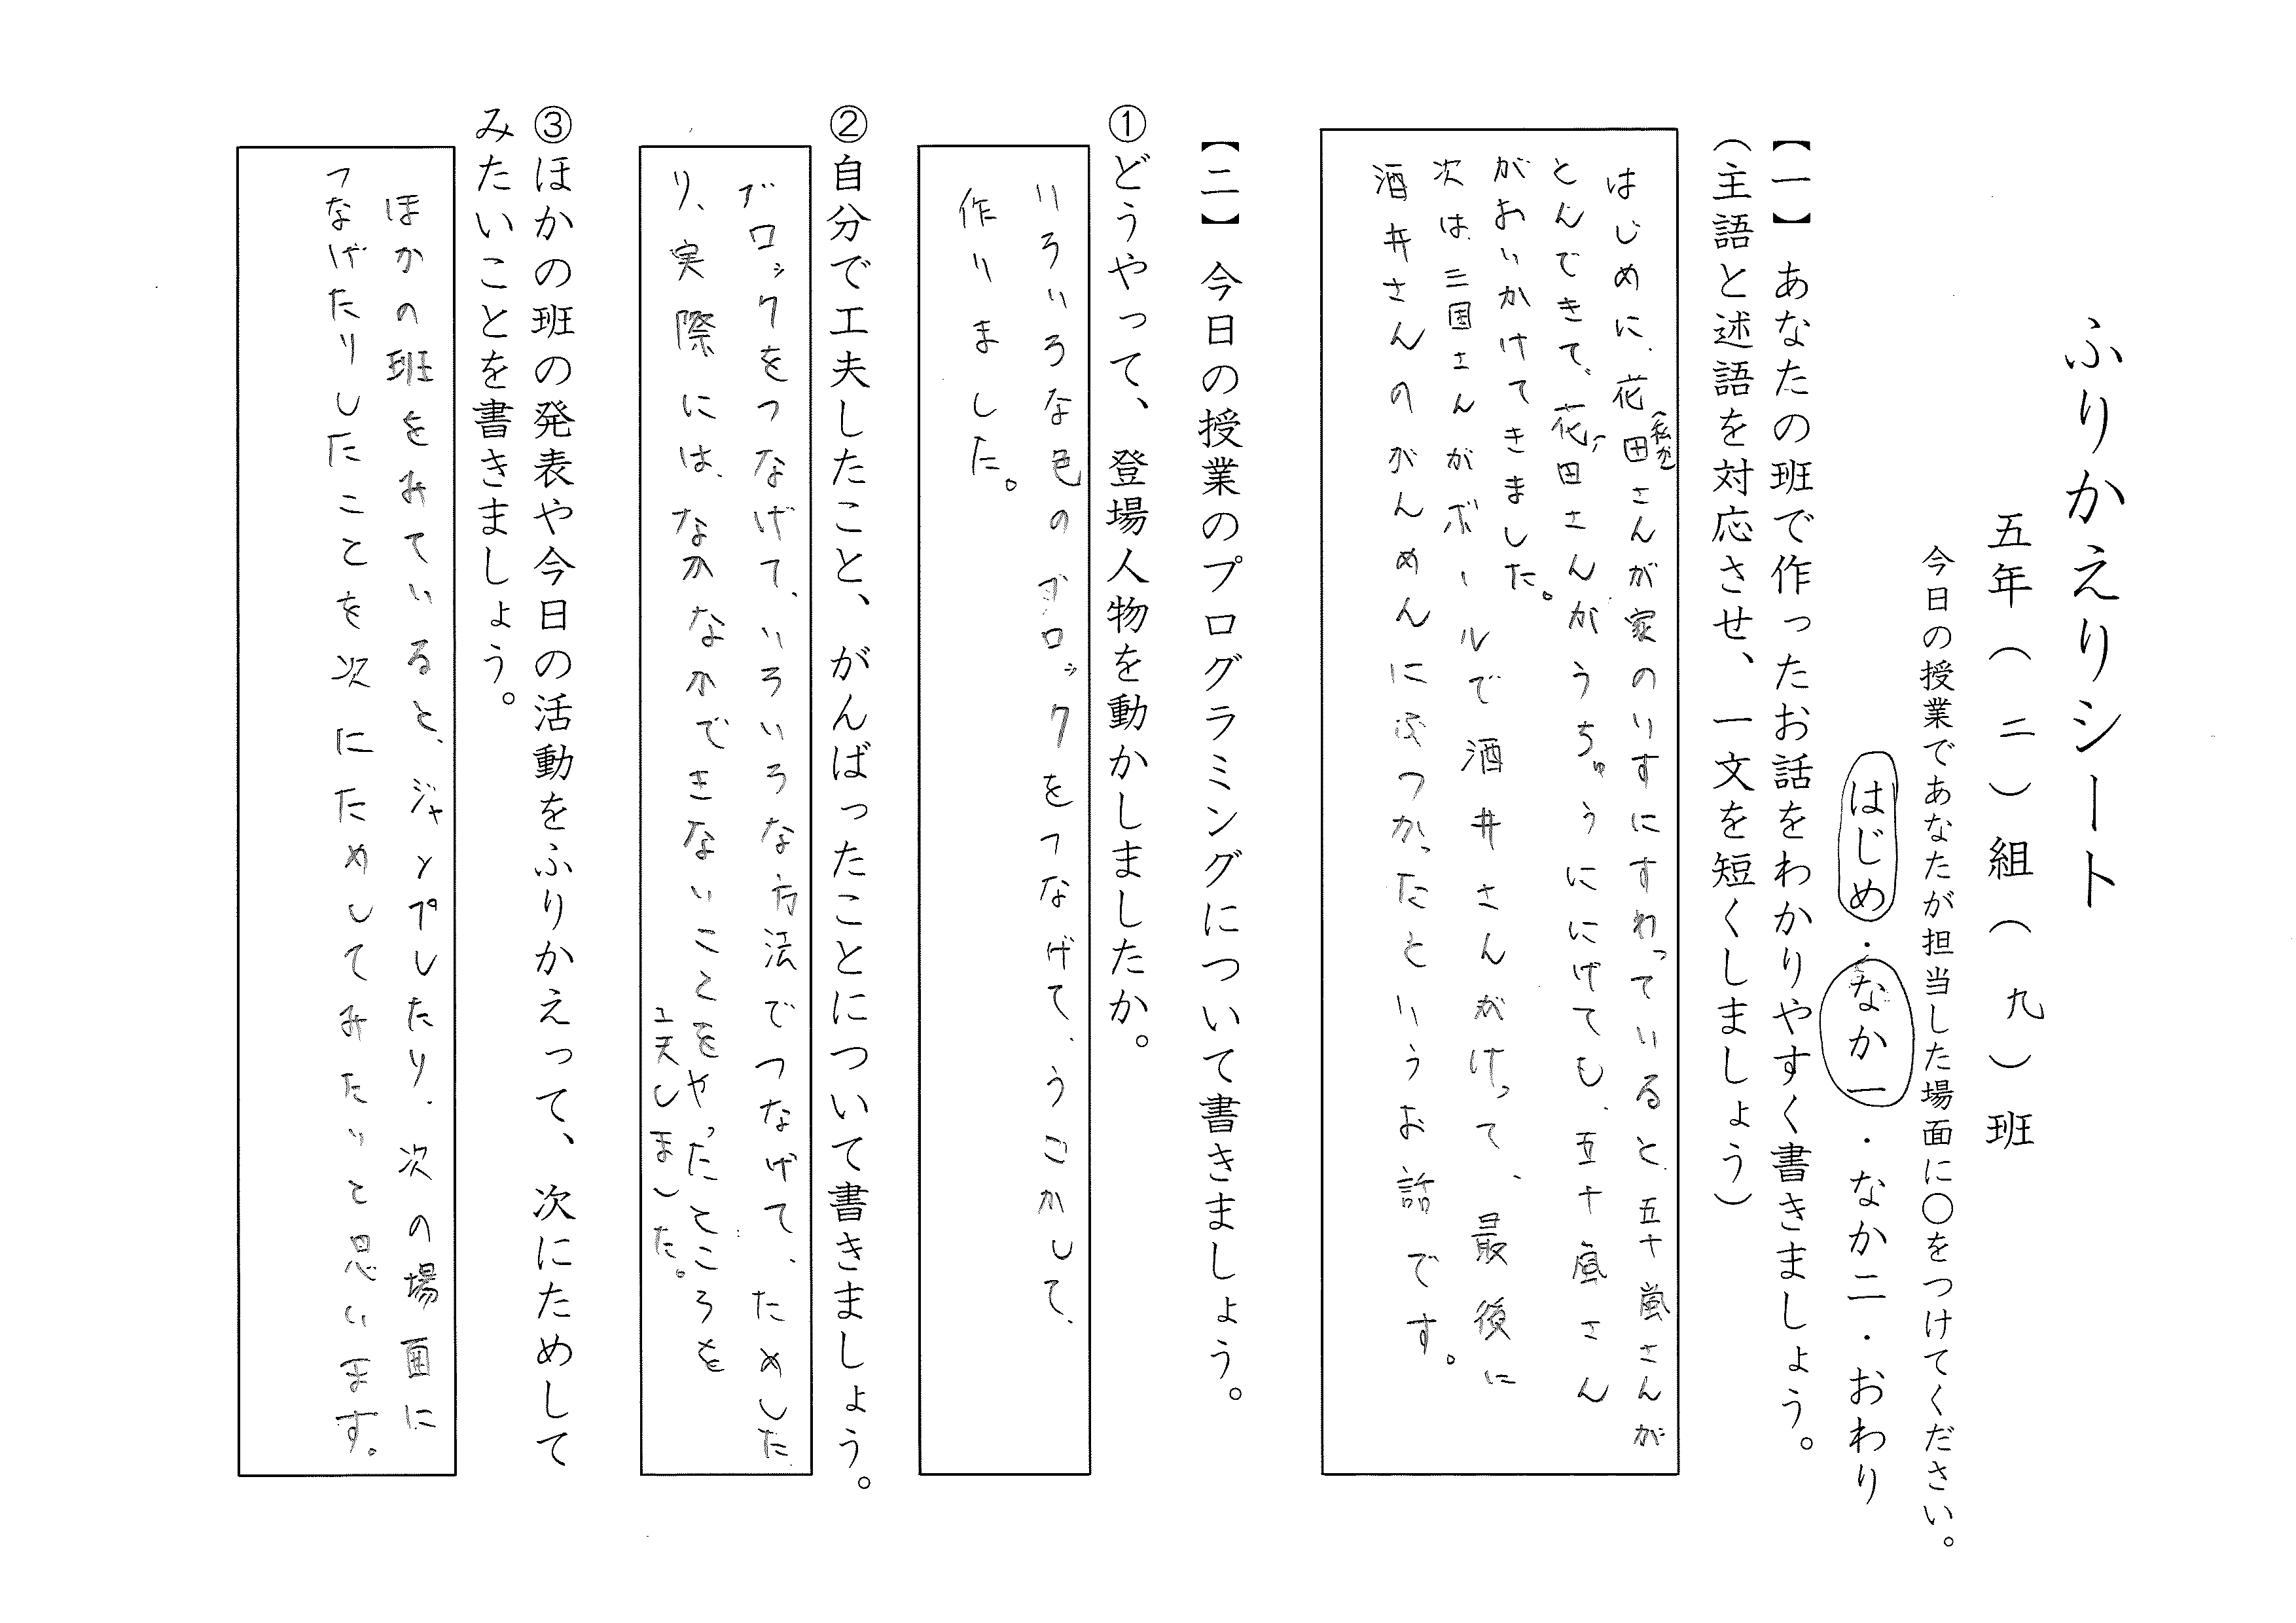 ふりかえりシート
五年（二）組（九）班
今日の授業であなたが担当した場面に○をつけてください。
はじめ・なか一・なか二・おわり
【一】あなたの班で作ったお話をわかりやすく書きましょう。
（主語と述語を対応させ、一文を短くしましょう）
はじめに、花田さんが家のりすにすわっていると、五十嵐さんが
とんできて、花田さんがうちゅうににげても、五十嵐さん
がおいかけてきました。
次は、三国さんがボールで酒井さんがけって、最後に
酒井さんのがんめんにぶつかったというお話です。
【二】今日の授業のプログラミングについて書きましょう。
①どうやって、登場人物を動かしましたか。
いろいろな色のブロックをつなげて、うごかして、
作りました。
②自分で工夫したこと、がんばったことについて書きましょう。
ブロックをつなげて、いろいろな方法でつなげて、ためした
り、実際には、なかなかできないことをやったところを
工夫しました。
③ほかの班の発表や今日の活動をふりかえって、次にためして
みたいことを書きましょう。
ほかの班をみていると、ジャンプしたり、次の場面に
つなげたりしたことを次にためしてみたいと思います。